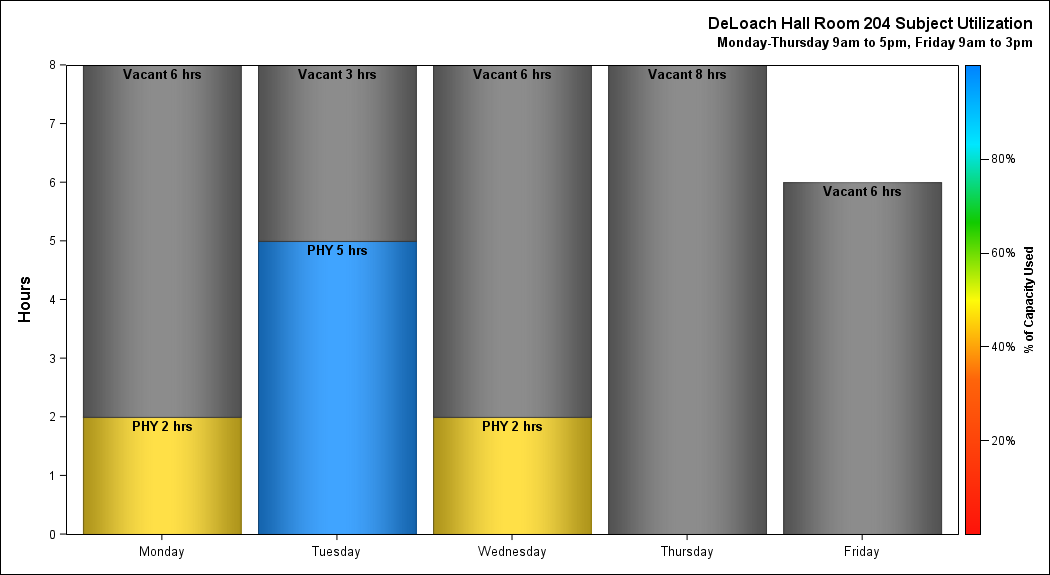 DeLoach Hall Room 204 Subject Utilization
Monday-Thursday 9am to 5pm, Friday 9am to 3pm
Hours
8
7
6
5
4
3
2
1
0
Vacant 6 hrs
PHY 2 hrs
Vacant 3 hrs
PHY 5 hrs
Vacant 6 hrs
PHY 2 hrs
Vacant 8 hrs
Vacant 6 hrs
Monday
Tuesday
Wednesday
Thursday
Friday
80%
60%
40%
20%
% of Capacity Used